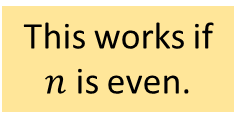 This works if
𝑛 is even.